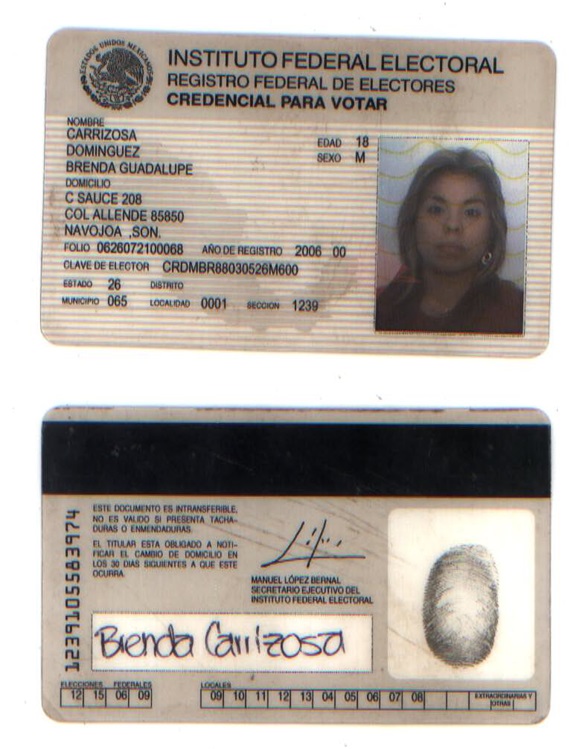 ESTADOS UNIDOS MEXICANOS
INSTITUTO FEDERAL ELECTORAL
REGISTRO FEDERAL DE ELECTORES
CREDENCIAL PARA VOTAR
NOMBRE
CARRIZOSA
DOMINGUEZ
BRENDA GUADALUPE
EDAD 18
SEXO M
DOMICILIO
C SAUCE 208
COL ALLENDE 85850
NAVOJOA ,SON.
FOLIO 0626072100068 AÑO DE REGISTRO 2006 00
CLAVE DE ELECTOR CRDMBR88030526M600
ESTADO 26 DISTRITO
MUNICIPIO 065 LOCALIDAD 0001 SECCION 1239
ESTE DOCUMENTO ES INTRANSFERIBLE,
NO ES VALIDO SI PRESENTA TACHA-
DURAS O ENMENDADURAS.
EL TITULAR ESTA OBLIGADO A NOTI-
FICAR EL CAMBIO DE DOMICILIO EN
LOS 30 DIAS SIGUIENTES A QUE ESTE
OCURRA.
MANUEL LÓPEZ BERNAL
SECRETARIO EJECUTIVO DEL
INSTITUTO FEDERAL ELECTORAL
1239105583974
Brenda Carrizosa
ELECCIONES FEDERALES
12 15 06 09
LOCALES
09 10 11 12 13 04 05 06 07 08
EXTRAORDINARIAS Y
OTRAS